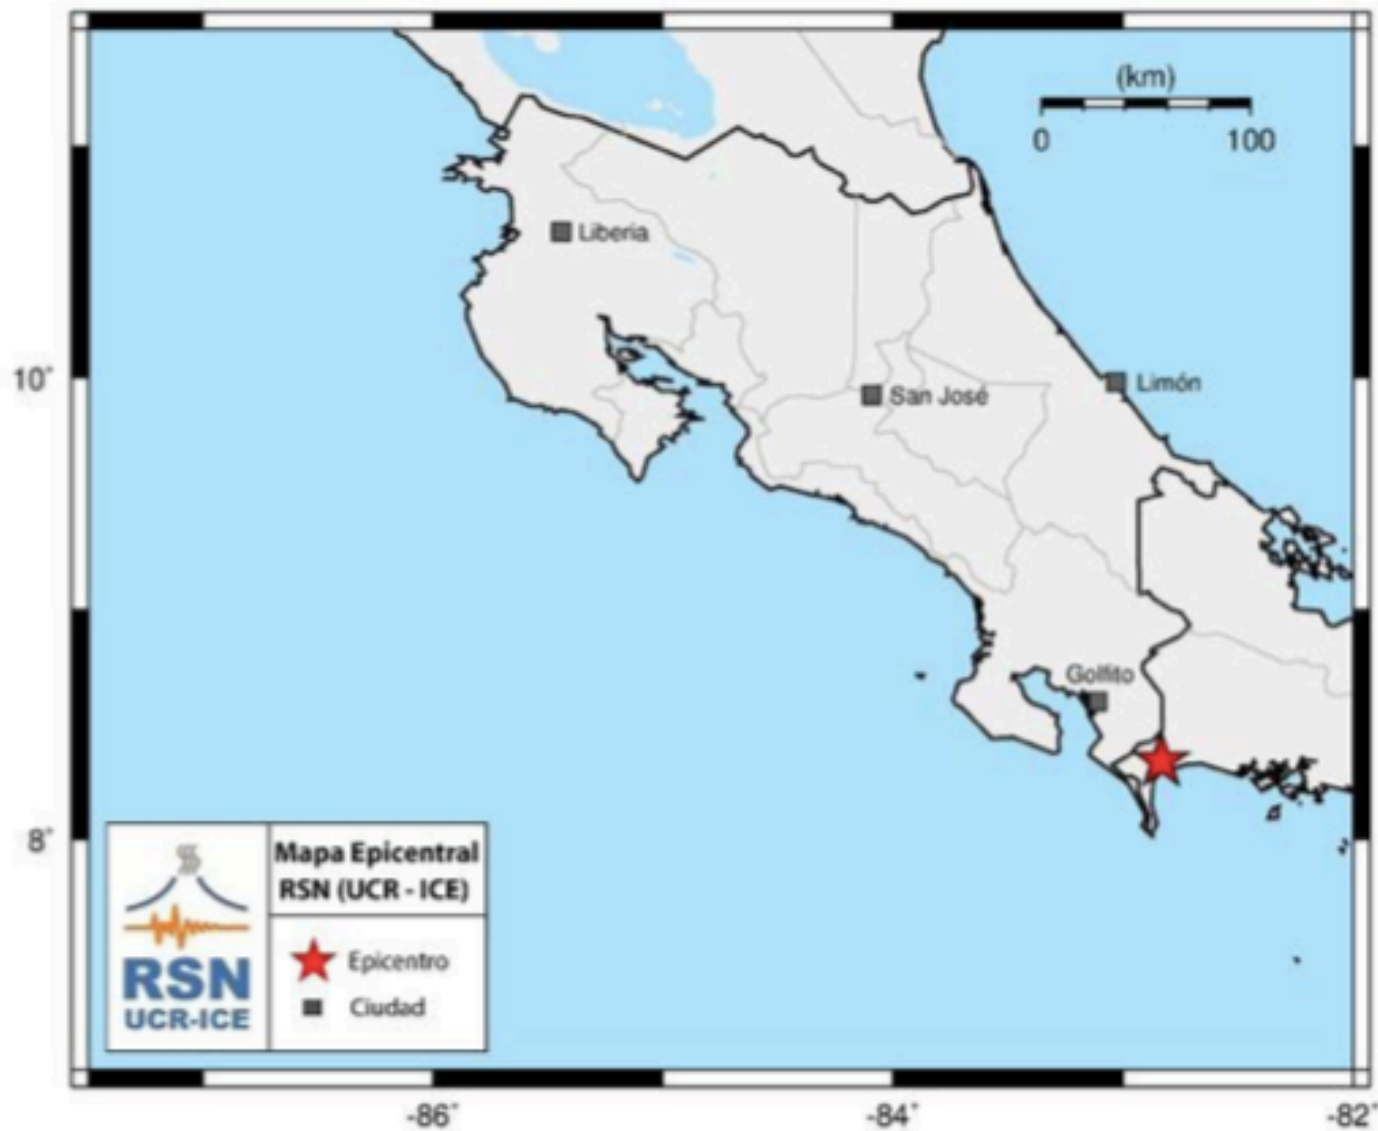 (km)
0 100
Liberia
10° San José Limón
Golfito
8°
Mapa Epicentral
RSN (UCR - ICE)
Epicentro
Ciudad
RSN
UCR-ICE
-86° -84° -82°